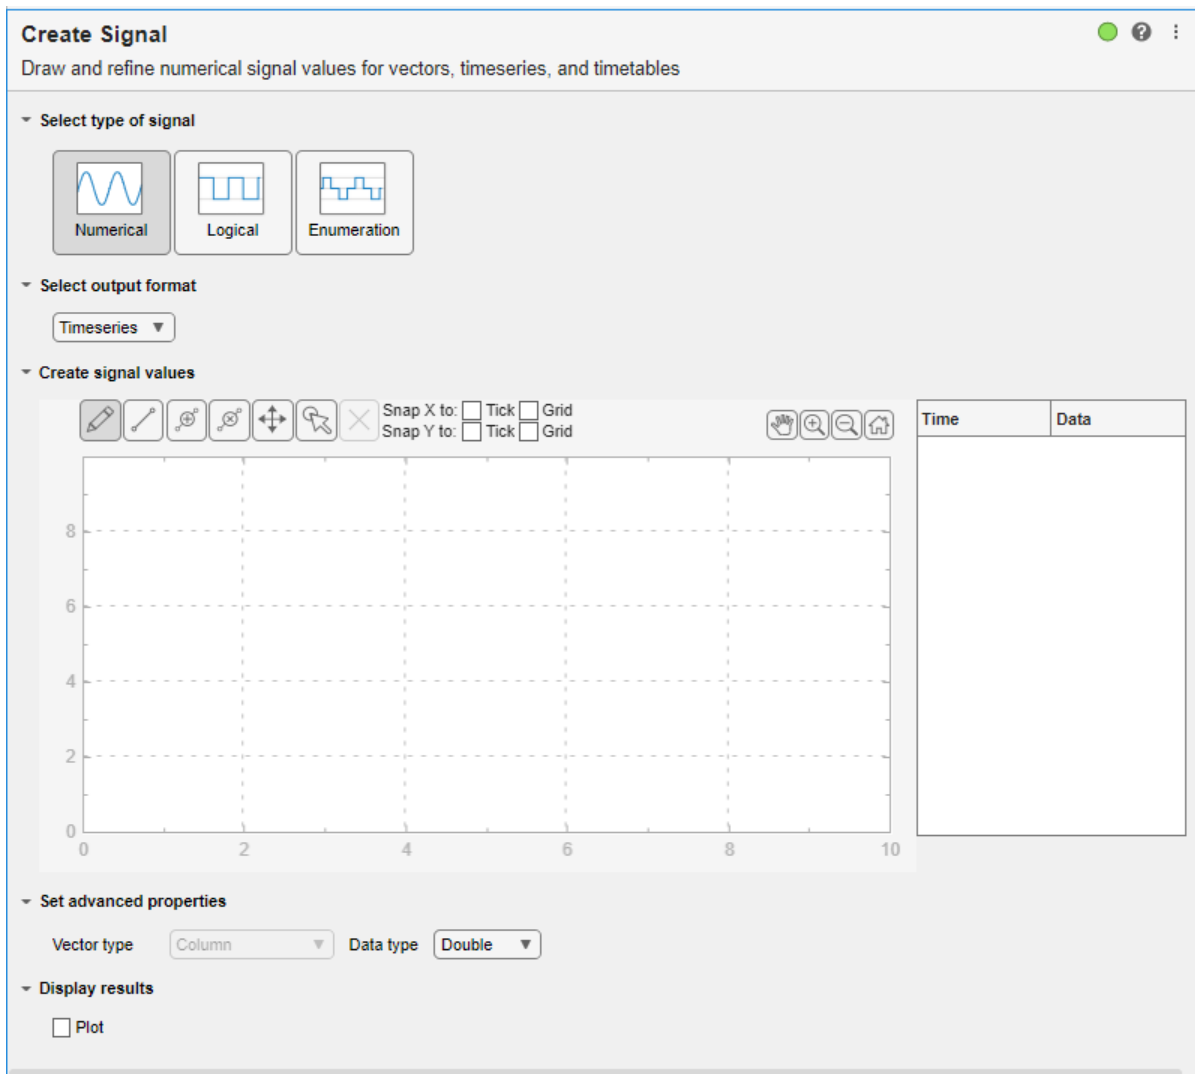 Create Signal
Draw and refine numerical signal values for vectors, timeseries, and timetables
Select type of signal
Numerical Logical Enumeration
Select output format
Timeseries
Create signal values
Snap X to: Tick Grid
Snap Y to: Tick Grid
Time Data
8
6
4
2
0
0 2 4 6 8 10
Set advanced properties
Vector type Column Data type Double
Display results
Plot